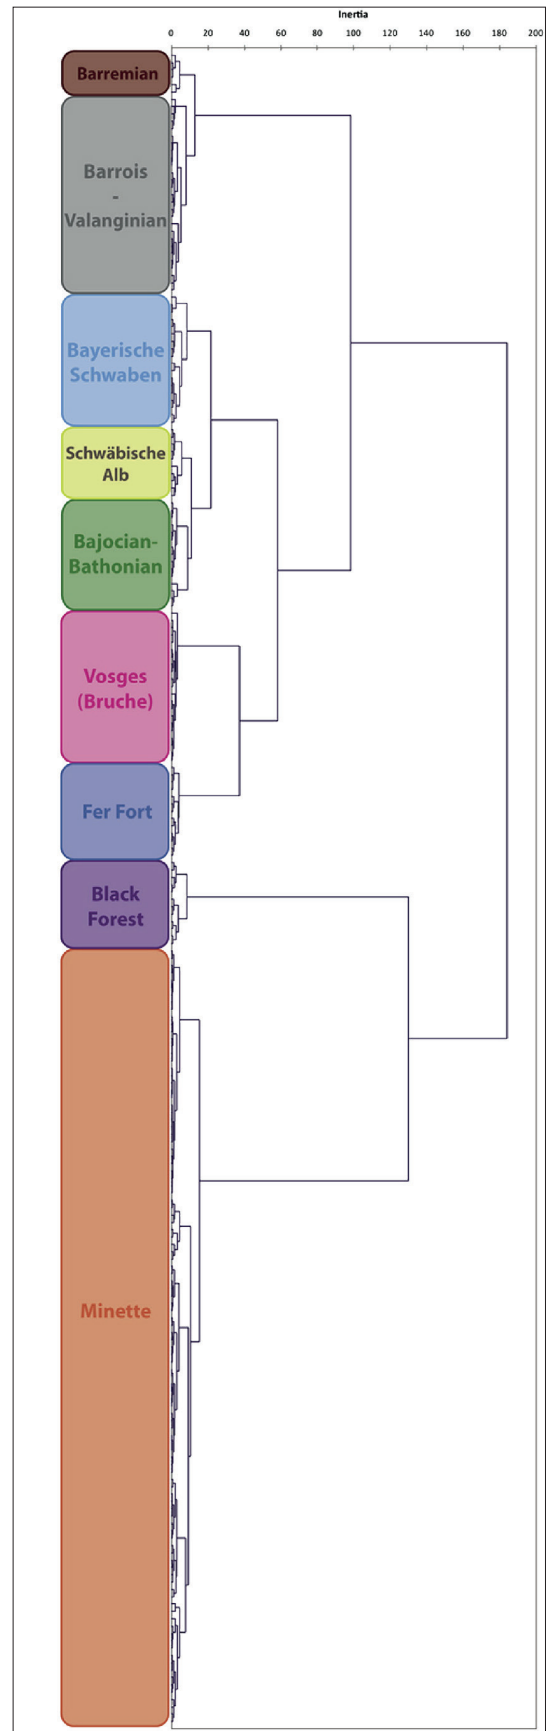 Inertia
0 20 40 60 80 100 120 140 160 180 200
Barremian
Barrois
-
Valanginian
Bayerische
Schwaben
Schwäbische
Alb
Bajocian-
Bathonian
Vosges
(Bruche)
Fer Fort
Black
Forest
Minette